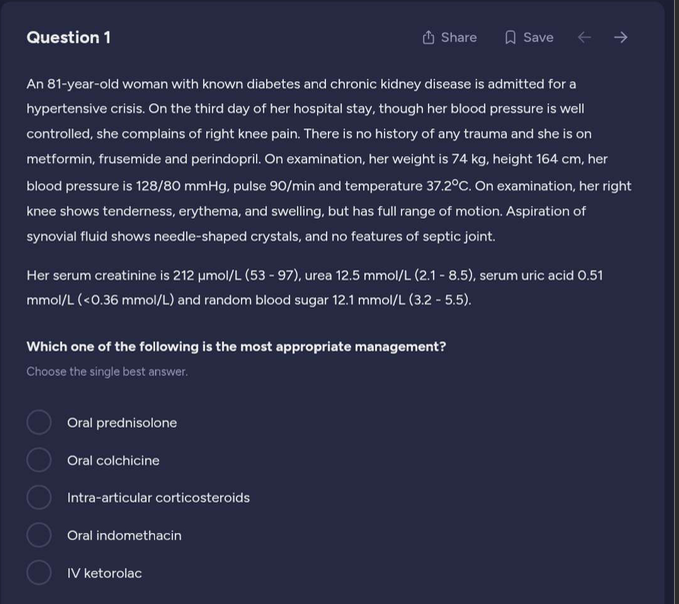 Question 1
Share
Save
An 81-year-old woman with known diabetes and chronic kidney disease is admitted for a
hypertensive crisis. On the third day of her hospital stay, though her blood pressure is well
controlled, she complains of right knee pain. There is no history of any trauma and she is on
metformin, frusemide and perindopril. On examination, her weight is 74 kg, height 164 cm, her
blood pressure is 128/80 mmHg, pulse 90/min and temperature 37.2⁰C. On examination, her right
knee shows tenderness, erythema, and swelling, but has full range of motion. Aspiration of
synovial fluid shows needle-shaped crystals, and no features of septic joint.
Her serum creatinine is 212 µmol/L (53 - 97), urea 12.5 mmol/L (2.1 - 8.5), serum uric acid 0.51
mmol/L (<0.36 mmol/L) and random blood sugar 12.1 mmol/L (3.2 - 5.5).
Which one of the following is the most appropriate management?
Choose the single best answer.
Oral prednisolone
Oral colchicine
Intra-articular corticosteroids
Oral indomethacin
IV ketorolac